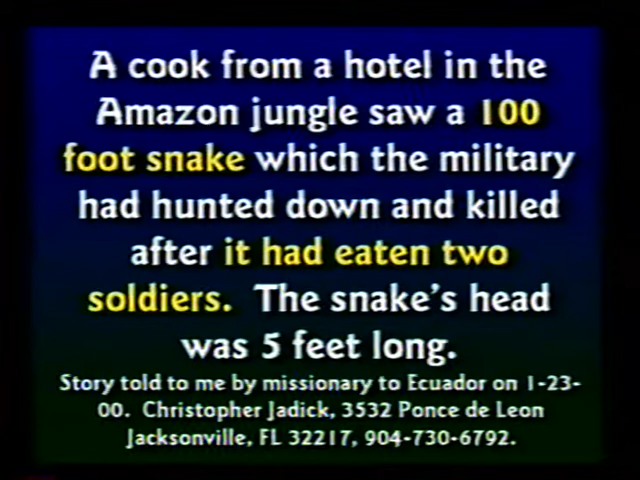 A cook from a hotel in the
Amazon jungle saw a 100
foot snake which the military
had hunted down and killed
after it had eaten two
soldiers.  The snake's head
was 5 feet long.
Story told to me by missionary to Ecuador on 1-23-
00.  Christopher Jadick, 3532 Ponce de Leon
Jacksonville, FL 32217, 904-730-6792.